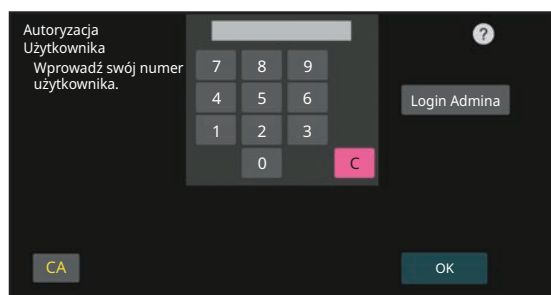 Autoryzacja
Użytkownika
Wprowadź swój numer
użytkownika.
?
7 8 9
4 5 6
Login Admina
1 2 3
0 C
CA
OK